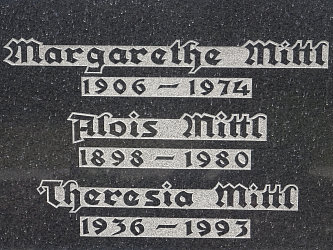 Margarethe Mittl
1906 – 1974
Alois Mittl
1898 – 1980
Theresia Mittl
1936 – 1993